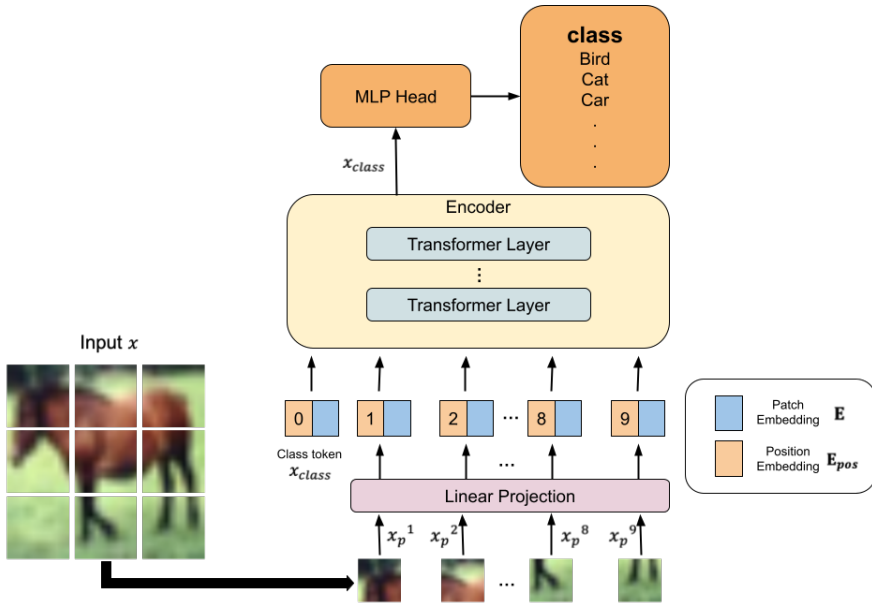 class
Bird
Cat
Car
.
.
.
MLP Head
x_class
Encoder
Transformer Layer
⋮
Transformer Layer
Input x
0 1 2 ... 8 9
Class token
x_class
...
Linear Projection
x_p^1 x_p^2 x_p^8 x_p^9
...
Patch
Embedding E
Position
Embedding E_pos